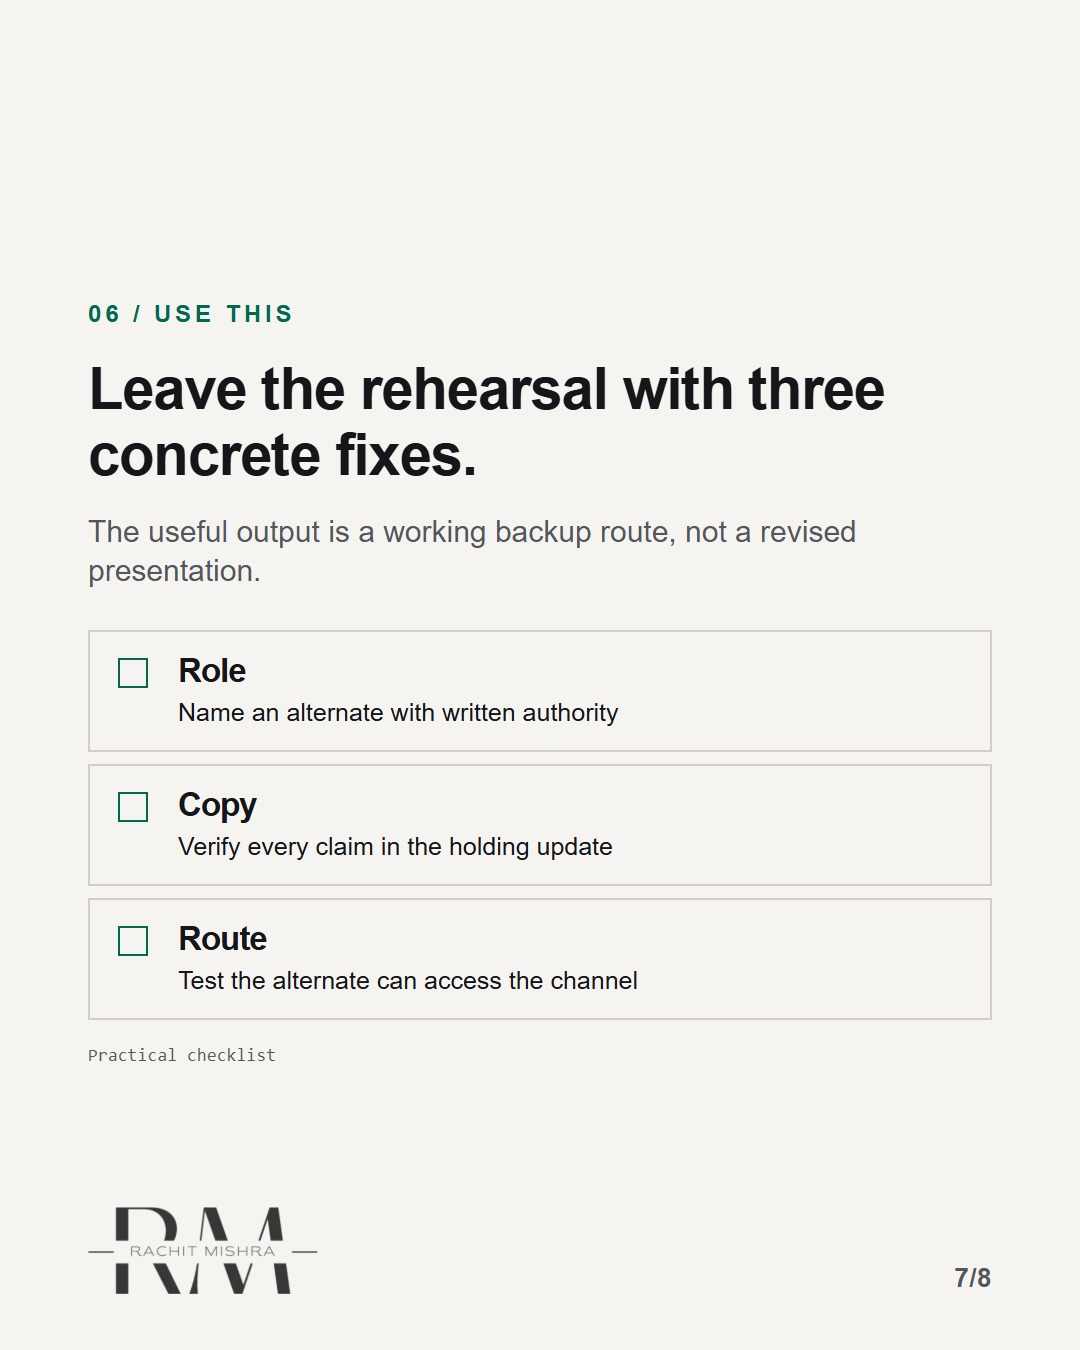 06 / USE THIS
Leave the rehearsal with three
concrete fixes.
The useful output is a working backup route, not a revised
presentation.
Role
Name an alternate with written authority
Copy
Verify every claim in the holding update
Route
Test the alternate can access the channel
Practical checklist
RM
RACHIT MISHRA
7/8